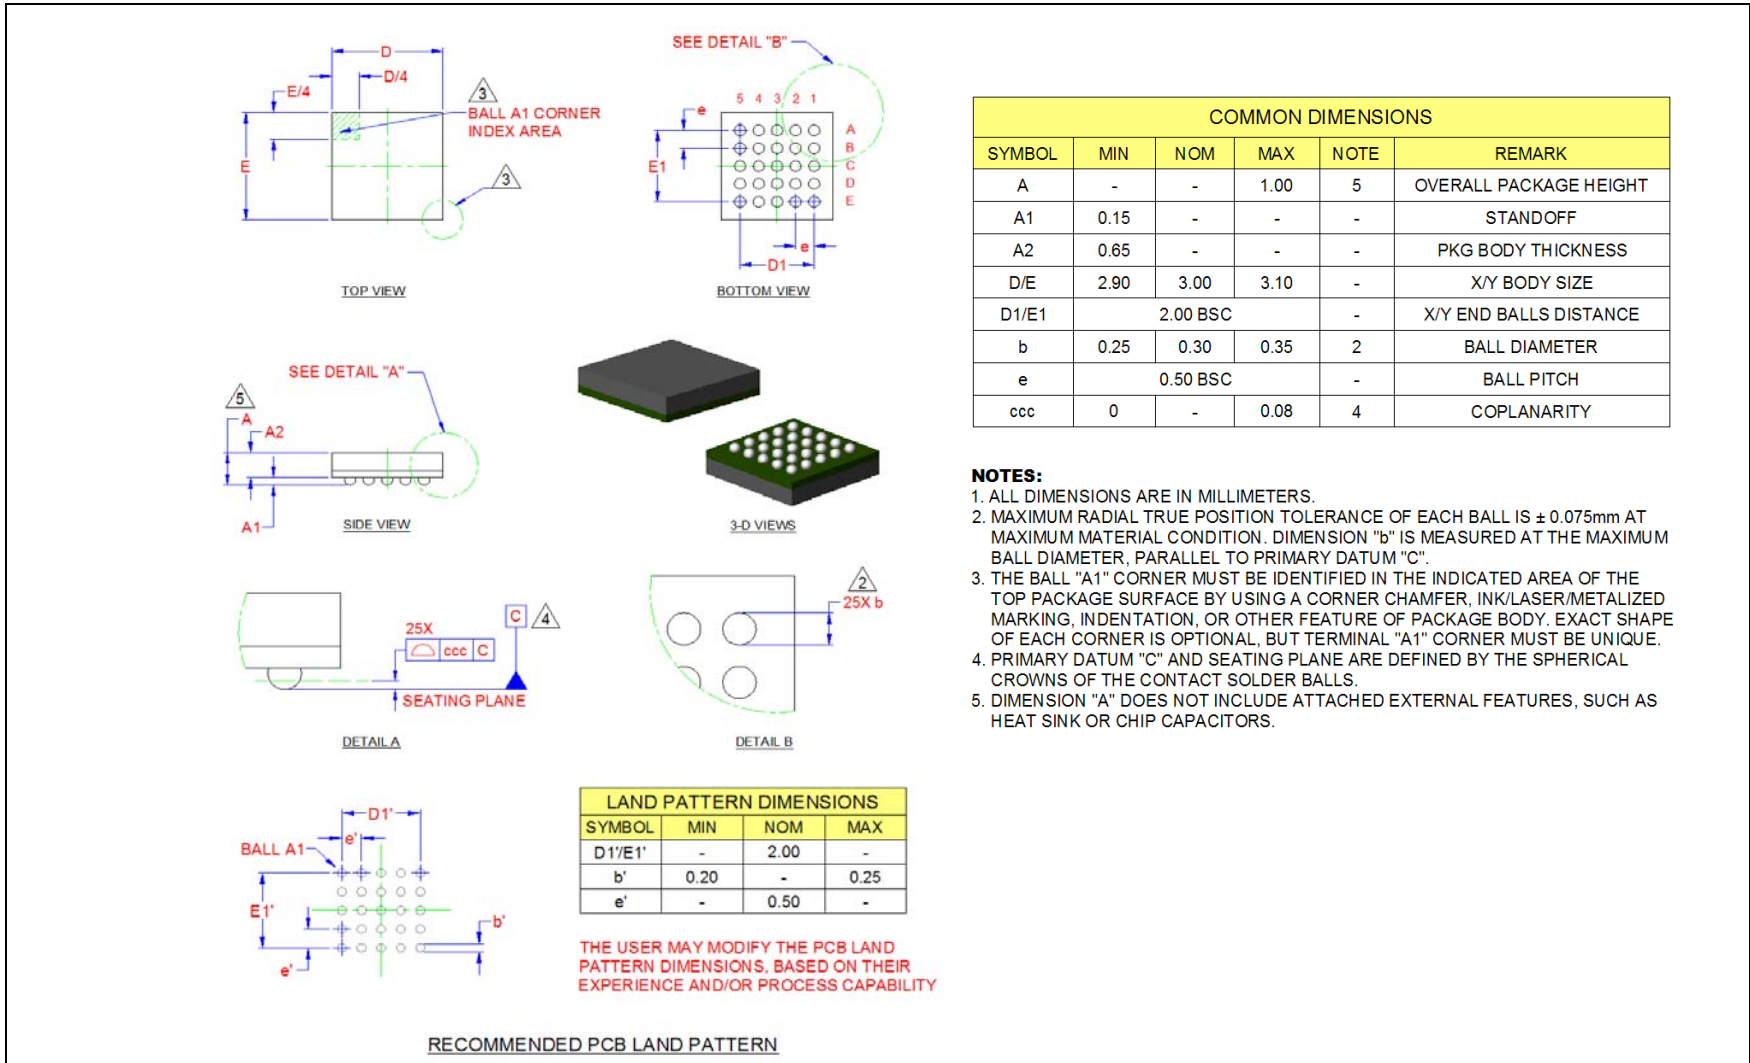 SEE DETAIL "B"
D
D/4
E/4
3
BALL A1 CORNER
INDEX AREA
E
3
TOP VIEW
5 4 3 2 1
e
A
B
C
D
E
E1
e
D1
BOTTOM VIEW
SEE DETAIL "A"
5
A
A2
A1
SIDE VIEW
3-D VIEWS
25X
ccc C
C
4
SEATING PLANE
DETAIL A
2
25X b
DETAIL B
D1'
e'
BALL A1
E1'
b'
e'
LAND PATTERN DIMENSIONS
SYMBOL MIN NOM MAX
D1'/E1' - 2.00 -
b' 0.20 - 0.25
e' - 0.50 -
THE USER MAY MODIFY THE PCB LAND
PATTERN DIMENSIONS, BASED ON THEIR
EXPERIENCE AND/OR PROCESS CAPABILITY
RECOMMENDED PCB LAND PATTERN
COMMON DIMENSIONS
SYMBOL MIN NOM MAX NOTE REMARK
A - - 1.00 5 OVERALL PACKAGE HEIGHT
A1 0.15 - - - STANDOFF
A2 0.65 - - - PKG BODY THICKNESS
D/E 2.90 3.00 3.10 - X/Y BODY SIZE
D1/E1 2.00 BSC - X/Y END BALLS DISTANCE
b 0.25 0.30 0.35 2 BALL DIAMETER
e 0.50 BSC - BALL PITCH
ccc 0 - 0.08 4 COPLANARITY
NOTES:
1. ALL DIMENSIONS ARE IN MILLIMETERS.
2. MAXIMUM RADIAL TRUE POSITION TOLERANCE OF EACH BALL IS ± 0.075mm AT
MAXIMUM MATERIAL CONDITION. DIMENSION "b" IS MEASURED AT THE MAXIMUM
BALL DIAMETER, PARALLEL TO PRIMARY DATUM "C".
3. THE BALL "A1" CORNER MUST BE IDENTIFIED IN THE INDICATED AREA OF THE
TOP PACKAGE SURFACE BY USING A CORNER CHAMFER, INK/LASER/METALIZED
MARKING, INDENTATION, OR OTHER FEATURE OF PACKAGE BODY. EXACT SHAPE
OF EACH CORNER IS OPTIONAL, BUT TERMINAL "A1" CORNER MUST BE UNIQUE.
4. PRIMARY DATUM "C" AND SEATING PLANE ARE DEFINED BY THE SPHERICAL
CROWNS OF THE CONTACT SOLDER BALLS.
5. DIMENSION "A" DOES NOT INCLUDE ATTACHED EXTERNAL FEATURES, SUCH AS
HEAT SINK OR CHIP CAPACITORS.